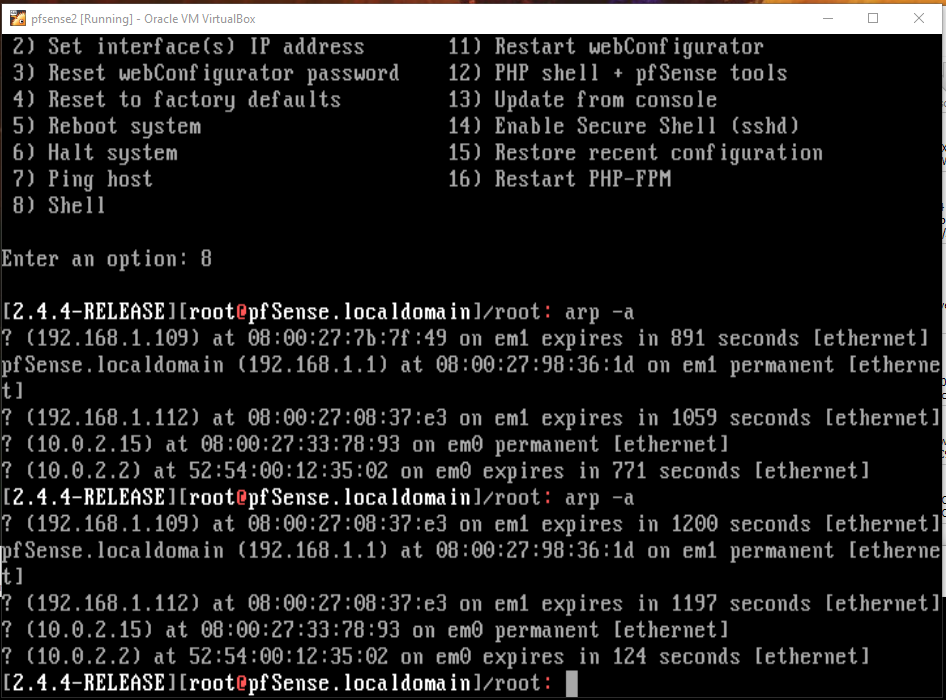 pfsense2 [Running] - Oracle VM VirtualBox
2) Set interface(s) IP address 11) Restart webConfigurator
3) Reset webConfigurator password 12) PHP shell + pfSense tools
4) Reset to factory defaults 13) Update from console
5) Reboot system 14) Enable Secure Shell (sshd)
6) Halt system 15) Restore recent configuration
7) Ping host 16) Restart PHP-FPM
8) Shell
Enter an option: 8
[2.4.4-RELEASE][root@pfSense.localdomain]/root: arp -a
? (192.168.1.109) at 08:00:27:7b:7f:49 on em1 expires in 891 seconds [ethernet]
pfSense.localdomain (192.168.1.1) at 08:00:27:98:36:1d on em1 permanent [etherne
t]
? (192.168.1.112) at 08:00:27:08:37:e3 on em1 expires in 1059 seconds [ethernet]
? (10.0.2.15) at 08:00:27:33:78:93 on em0 permanent [ethernet]
? (10.0.2.2) at 52:54:00:12:35:02 on em0 expires in 771 seconds [ethernet]
[2.4.4-RELEASE][root@pfSense.localdomain]/root: arp -a
? (192.168.1.109) at 08:00:27:08:37:e3 on em1 expires in 1200 seconds [ethernet]
pfSense.localdomain (192.168.1.1) at 08:00:27:98:36:1d on em1 permanent [etherne
t]
? (192.168.1.112) at 08:00:27:08:37:e3 on em1 expires in 1197 seconds [ethernet]
? (10.0.2.15) at 08:00:27:33:78:93 on em0 permanent [ethernet]
? (10.0.2.2) at 52:54:00:12:35:02 on em0 expires in 124 seconds [ethernet]
[2.4.4-RELEASE][root@pfSense.localdomain]/root: